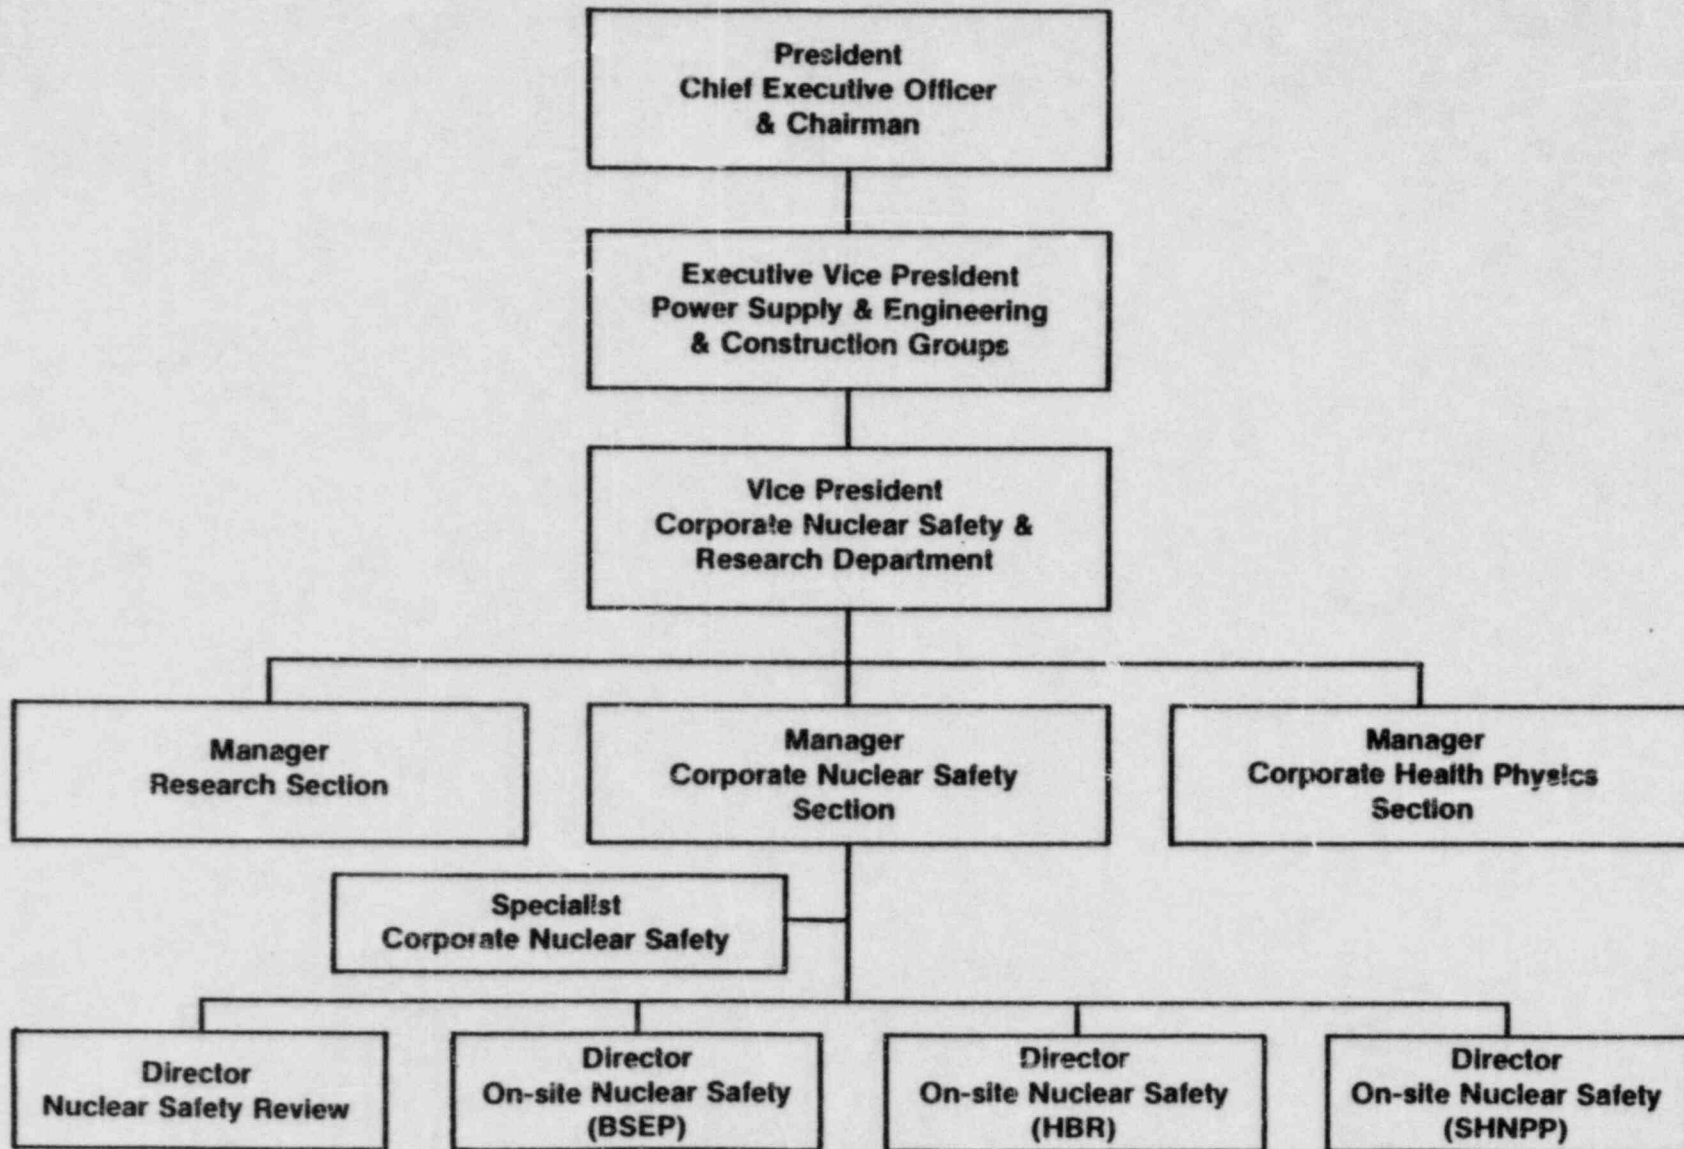 President
Chief Executive Officer
& Chairman
Executive Vice President
Power Supply & Engineering
& Construction Groups
Vice President
Corporate Nuclear Safety &
Research Department
Manager
Research Section
Manager
Corporate Nuclear Safety
Section
Manager
Corporate Health Physics
Section
Specialist
Corporate Nuclear Safety
Director
Nuclear Safety Review
Director
On-site Nuclear Safety
(BSEP)
Director
On-site Nuclear Safety
(HBR)
Director
On-site Nuclear Safety
(SHNPP)